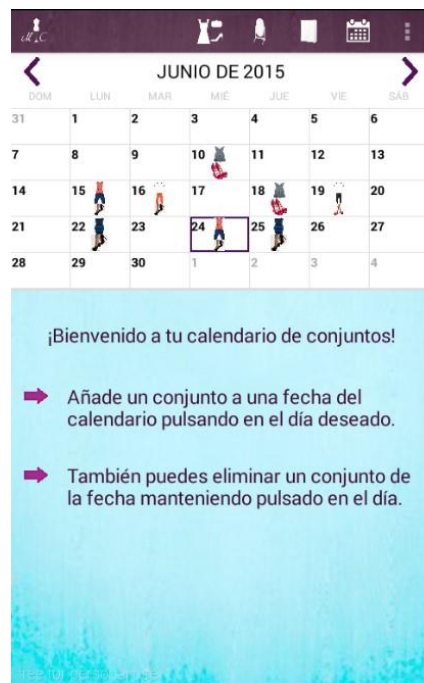 JUNIO DE 2015
DOM LUN MAR MIÉ JUE VIE SÁB
31 1 2 3 4 5 6
7 8 9 10 11 12 13
14 15 16 17 18 19 20
21 22 23 24 25 26 27
28 29 30 1 2 3 4
¡Bienvenido a tu calendario de conjuntos!
Añade un conjunto a una fecha del
calendario pulsando en el día deseado.
También puedes eliminar un conjunto de
la fecha manteniendo pulsado en el día.